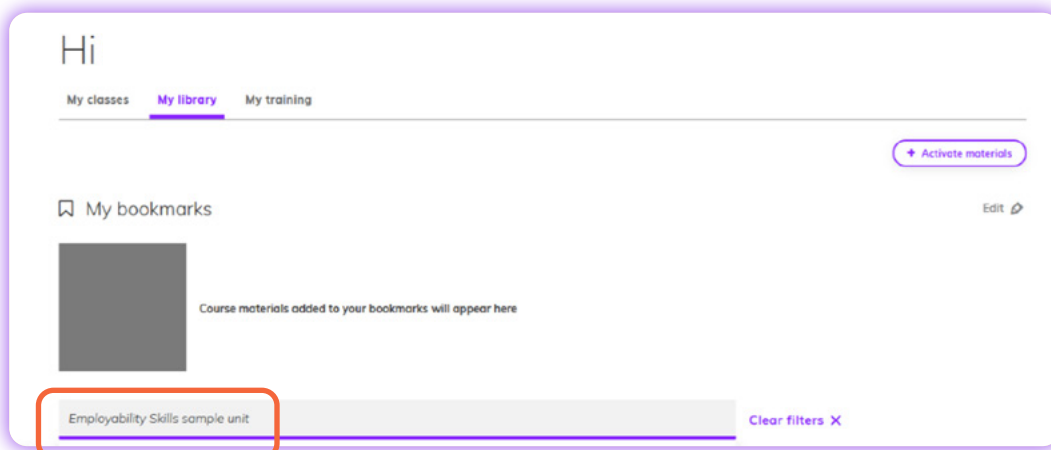 Hi
My classes My library My training
+ Activate materials
My bookmarks Edit
Course materials added to your bookmarks will appear here
Employability Skills sample unit Clear filters X